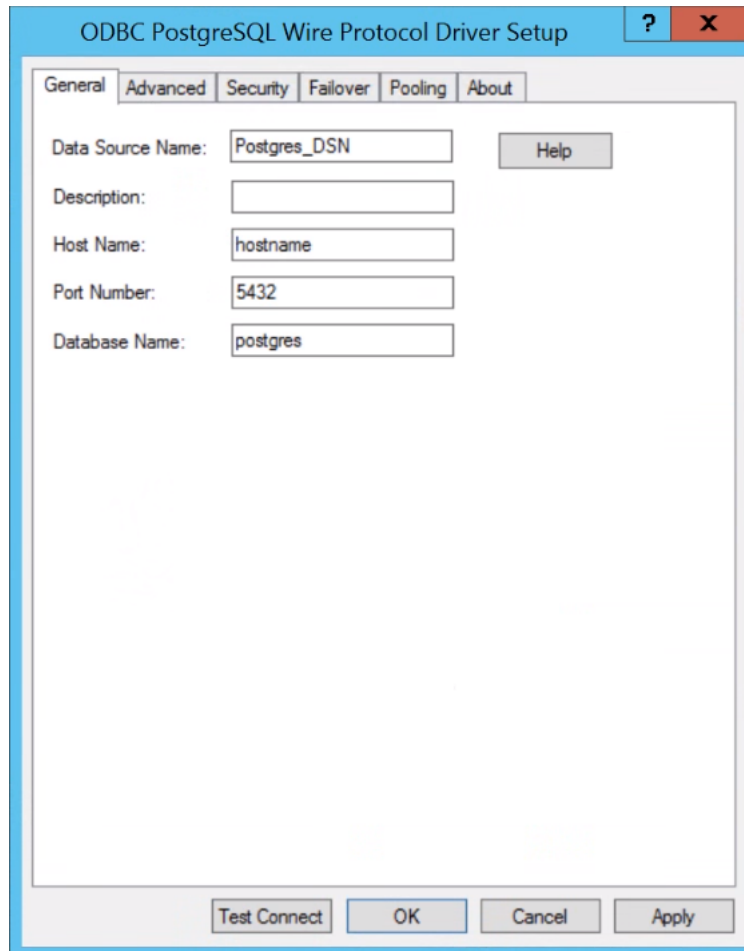 ODBC PostgreSQL Wire Protocol Driver Setup ? x
General Advanced Security Failover Pooling About
Data Source Name: Postgres_DSN Help
Description:
Host Name: hostname
Port Number: 5432
Database Name: postgres
Test Connect OK Cancel Apply